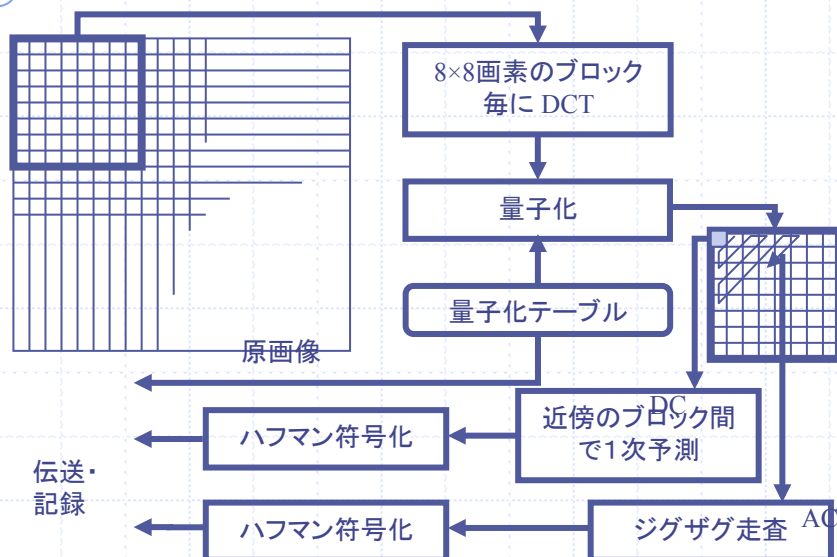 8×8画素のブロック
毎に DCT
量子化
量子化テーブル
原画像
DC
近傍のブロック間
で１次予測
ハフマン符号化
伝送・
記録
ハフマン符号化
ジグザグ走査
AC